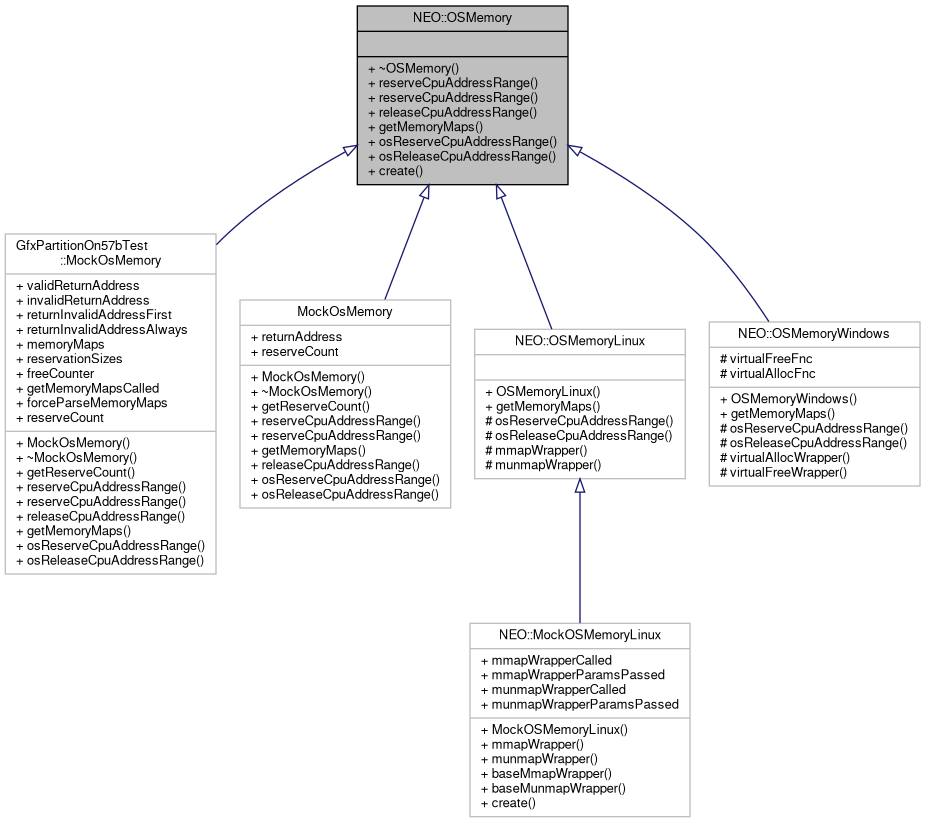 NEO::OSMemory
+ ~OSMemory()
+ reserveCpuAddressRange()
+ reserveCpuAddressRange()
+ releaseCpuAddressRange()
+ getMemoryMaps()
+ osReserveCpuAddressRange()
+ osReleaseCpuAddressRange()
+ create()
GfxPartitionOn57bTest
::MockOsMemory
+ validReturnAddress
+ invalidReturnAddress
+ returnInvalidAddressFirst
+ returnInvalidAddressAlways
+ memoryMaps
+ reservationSizes
+ freeCounter
+ getMemoryMapsCalled
+ forceParseMemoryMaps
+ reserveCount
+ MockOsMemory()
+ ~MockOsMemory()
+ getReserveCount()
+ reserveCpuAddressRange()
+ reserveCpuAddressRange()
+ releaseCpuAddressRange()
+ getMemoryMaps()
+ osReserveCpuAddressRange()
+ osReleaseCpuAddressRange()
MockOsMemory
+ returnAddress
+ reserveCount
+ MockOsMemory()
+ ~MockOsMemory()
+ getReserveCount()
+ reserveCpuAddressRange()
+ reserveCpuAddressRange()
+ getMemoryMaps()
+ releaseCpuAddressRange()
+ osReserveCpuAddressRange()
+ osReleaseCpuAddressRange()
NEO::OSMemoryLinux
+ OSMemoryLinux()
+ getMemoryMaps()
# osReserveCpuAddressRange()
# osReleaseCpuAddressRange()
# mmapWrapper()
# munmapWrapper()
NEO::OSMemoryWindows
# virtualFreeFnc
# virtualAllocFnc
+ OSMemoryWindows()
+ getMemoryMaps()
# osReserveCpuAddressRange()
# osReleaseCpuAddressRange()
# virtualAllocWrapper()
# virtualFreeWrapper()
NEO::MockOSMemoryLinux
+ mmapWrapperCalled
+ mmapWrapperParamsPassed
+ munmapWrapperCalled
+ munmapWrapperParamsPassed
+ MockOSMemoryLinux()
+ mmapWrapper()
+ munmapWrapper()
+ baseMmapWrapper()
+ baseMunmapWrapper()
+ create()